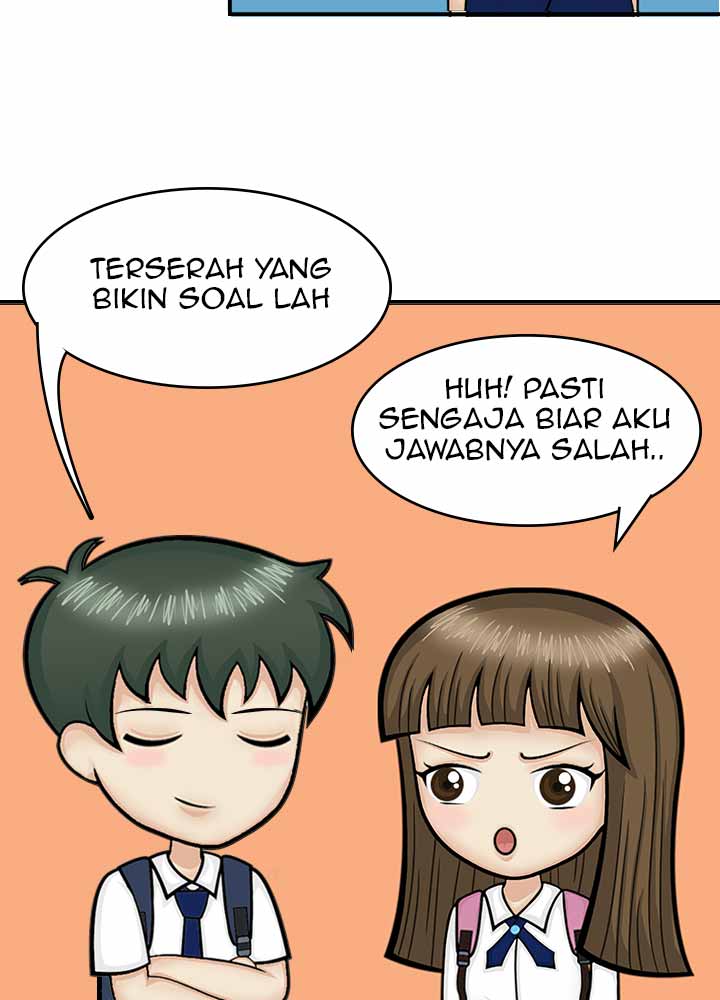 TERSERAH YANG
BIKIN SOAL LAH
HUH! PASTI
SENGAJA BIAR AKU
JAWABNYA SALAH..